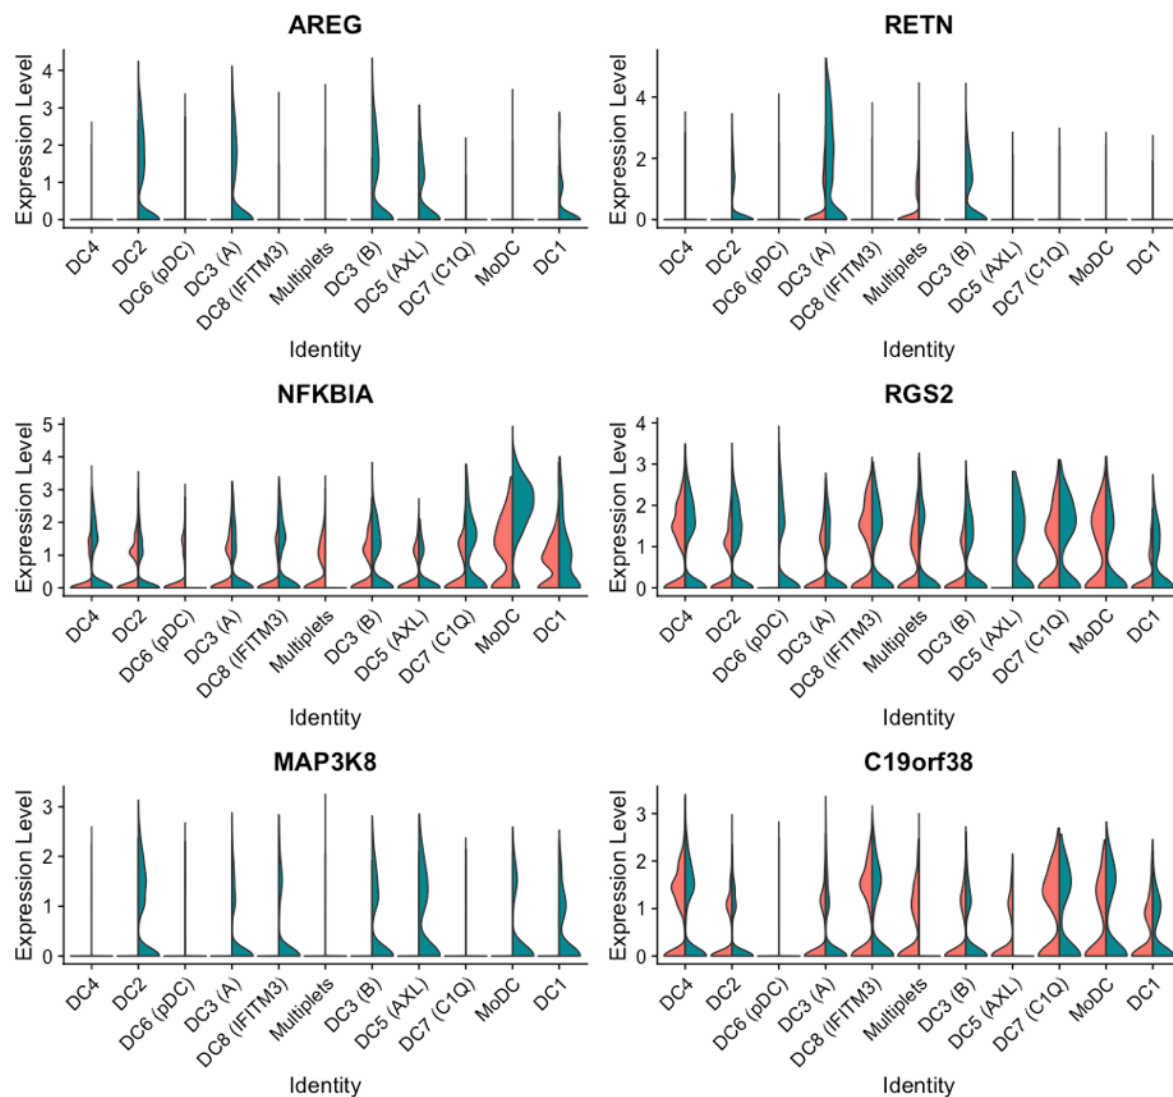 AREG
Expression Level
4
3
2
1
0
DC4
DC2
DC6 (pDC)
DC3 (A)
DC8 (IFITM3)
Multiplets
DC3 (B)
DC5 (AXL)
DC7 (C1Q)
MoDC
DC1
Identity
RETN
Expression Level
4
2
0
DC4
DC2
DC6 (pDC)
DC3 (A)
DC8 (IFITM3)
Multiplets
DC3 (B)
DC5 (AXL)
DC7 (C1Q)
MoDC
DC1
Identity
NFKBIA
Expression Level
5
4
3
2
1
0
DC4
DC2
DC6 (pDC)
DC3 (A)
DC8 (IFITM3)
Multiplets
DC3 (B)
DC5 (AXL)
DC7 (C1Q)
MoDC
DC1
Identity
RGS2
Expression Level
4
3
2
1
0
DC4
DC2
DC6 (pDC)
DC3 (A)
DC8 (IFITM3)
Multiplets
DC3 (B)
DC5 (AXL)
DC7 (C1Q)
MoDC
DC1
Identity
MAP3K8
Expression Level
3
2
1
0
DC4
DC2
DC6 (pDC)
DC3 (A)
DC8 (IFITM3)
Multiplets
DC3 (B)
DC5 (AXL)
DC7 (C1Q)
MoDC
DC1
Identity
C19orf38
Expression Level
3
2
1
0
DC4
DC2
DC6 (pDC)
DC3 (A)
DC8 (IFITM3)
Multiplets
DC3 (B)
DC5 (AXL)
DC7 (C1Q)
MoDC
DC1
Identity